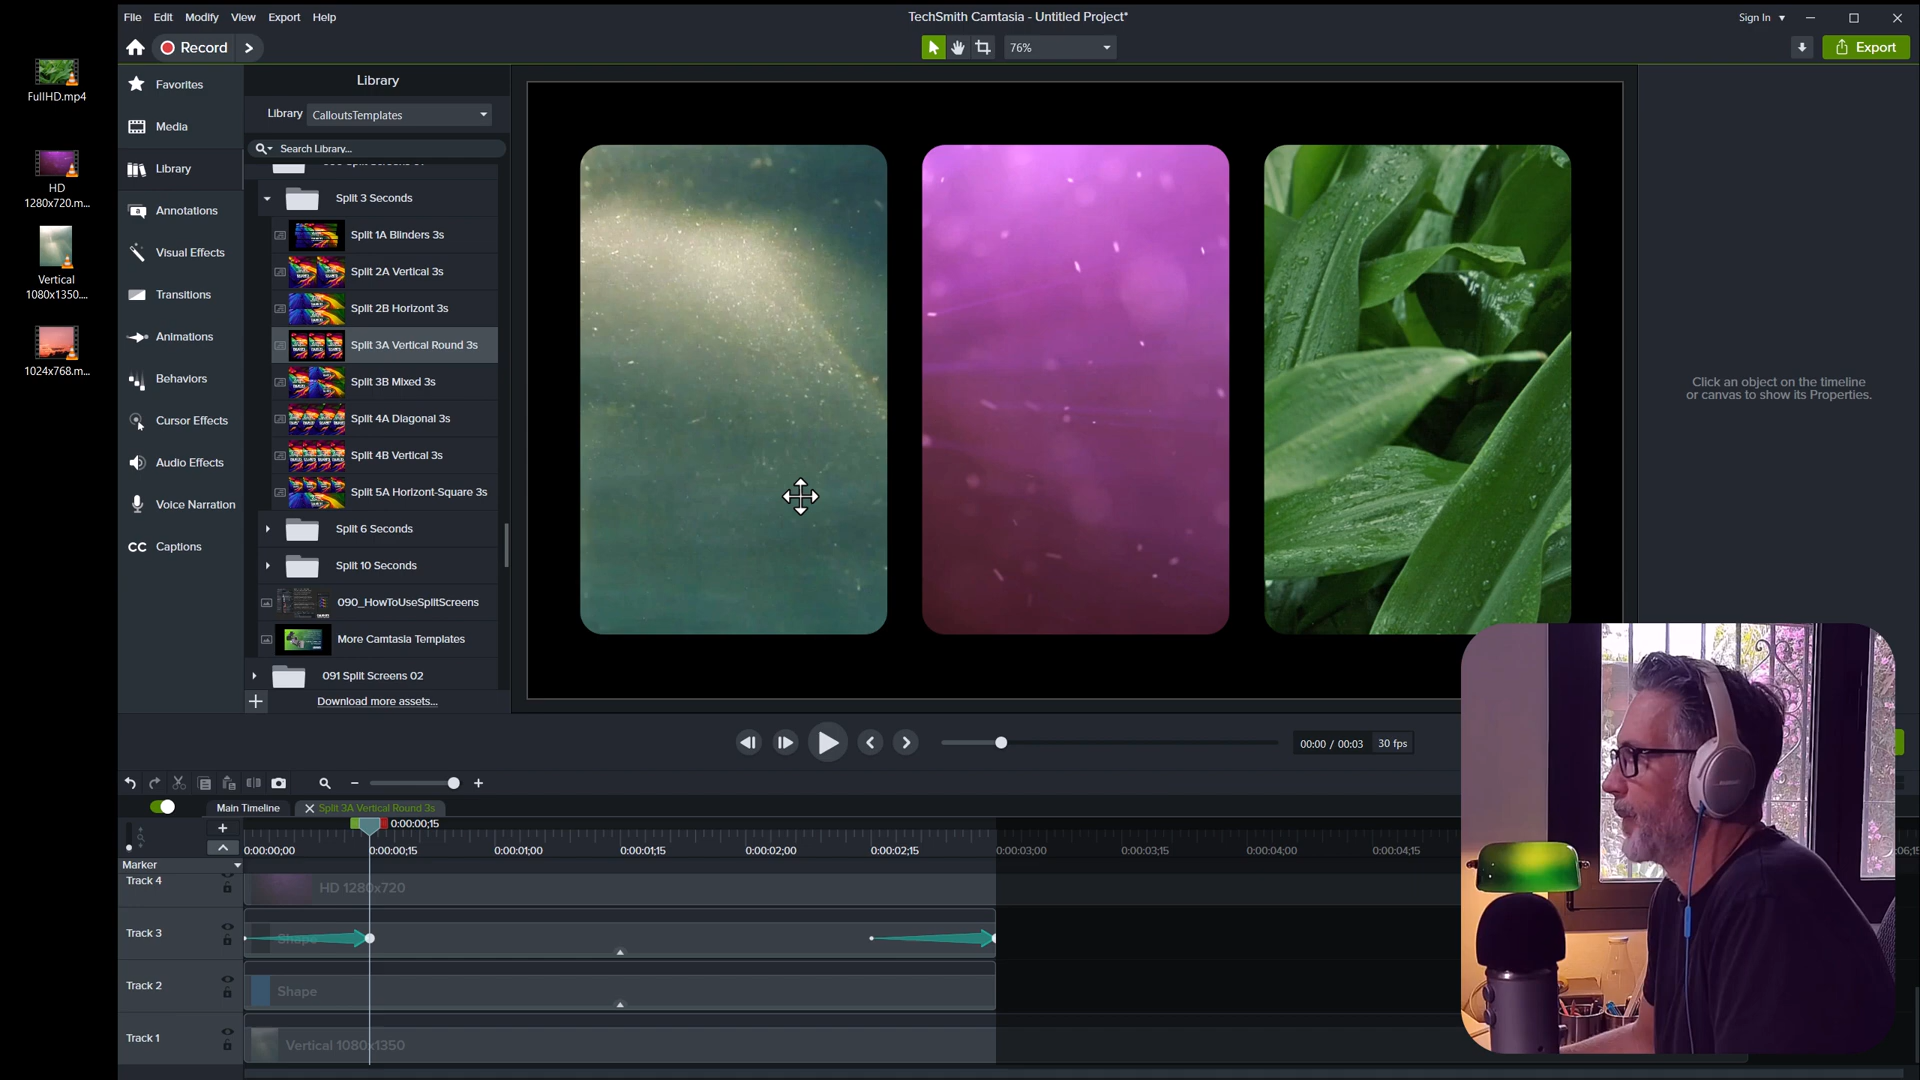 File Edit Modify View Export Help
TechSmith Camtasia - Untitled Project*
Sign In
Record
76%
Export
FullHD.mp4
HD
1280x720.m...
Vertical
1080x1350....
1024x768.m...
Favorites
Media
Library
Annotations
Visual Effects
Transitions
Animations
Behaviors
Cursor Effects
Audio Effects
Voice Narration
CC Captions
Library
Library CalloutsTemplates
Search Library...
Split 3 Seconds
Split 1A Blinders 3s
Split 2A Vertical 3s
Split 2B Horizont 3s
Split 3A Vertical Round 3s
Split 3B Mixed 3s
Split 4A Diagonal 3s
Split 4B Vertical 3s
Split 5A Horizont-Square 3s
Split 6 Seconds
Split 10 Seconds
090_HowToUseSplitScreens
More Camtasia Templates
091 Split Screens 02
Download more assets...
Click an object on the timeline
or canvas to show its Properties.
00:00 / 00:03 30 fps
Main Timeline
Split 3A Vertical Round 3s
0:00:00;15
0:00:00;00 0:00:00;15 0:00:01;00 0:00:01;15 0:00:02;00 0:00:02;15 0:00:03;00 0:00:03;15 0:00:04;00 0:00:04;15
Marker
Track 4
HD 1280x720
Track 3
Shape
Track 2
Shape
Track 1
Vertical 1080x1350